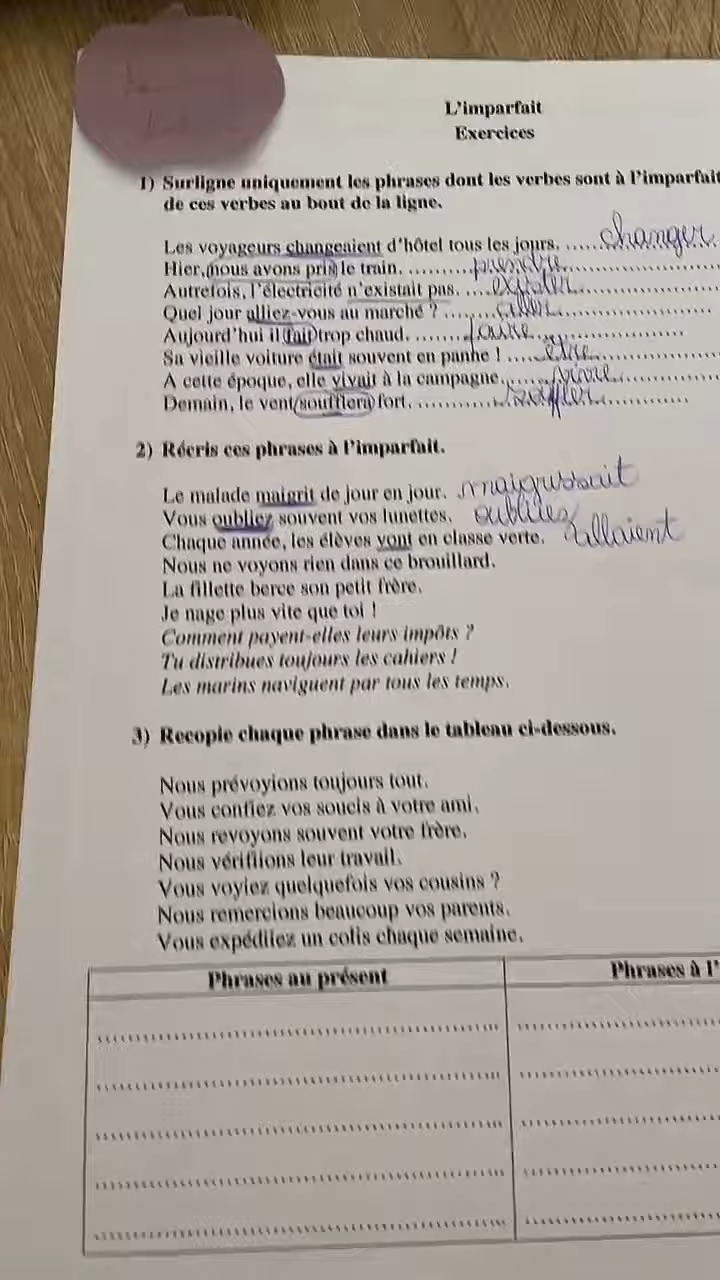 L'imparfait
Exercices
1) Surligne uniquement les phrases dont les verbes sont à l'imparfait
de ces verbes au bout de la ligne.
Les voyageurs changeaient d'hôtel tous les jours. ...... changer
Hier, nous avons pris le train. .......... prendre
Autrefois, l'électricité n'existait pas. .... exister
Quel jour alliez-vous au marché ? ....... aller
Aujourd'hui il fait trop chaud. ....... faire
Sa vieille voiture était souvent en panne ! .... être
A cette époque, elle vivait à la campagne. ...... vivre
Demain, le vent soufflera fort. ............ souffler
2) Récris ces phrases à l'imparfait.
Le malade maigrit de jour en jour. maigrissait
Vous oubliez souvent vos lunettes. oubliiez
Chaque année, les élèves vont en classe verte. allaient
Nous ne voyons rien dans ce brouillard.
La fillette berce son petit frère.
Je nage plus vite que toi !
Comment payent-elles leurs impôts ?
Tu distribues toujours les cahiers !
Les marins naviguent par tous les temps.
3) Recopie chaque phrase dans le tableau ci-dessous.
Nous prévoyions toujours tout.
Vous confiez vos soucis à votre ami.
Nous revoyons souvent votre frère.
Nous vérifiions leur travail.
Vous voyiez quelquefois vos cousins ?
Nous remercions beaucoup vos parents.
Vous expédiiez un colis chaque semaine.
Phrases au présent Phrases à l'